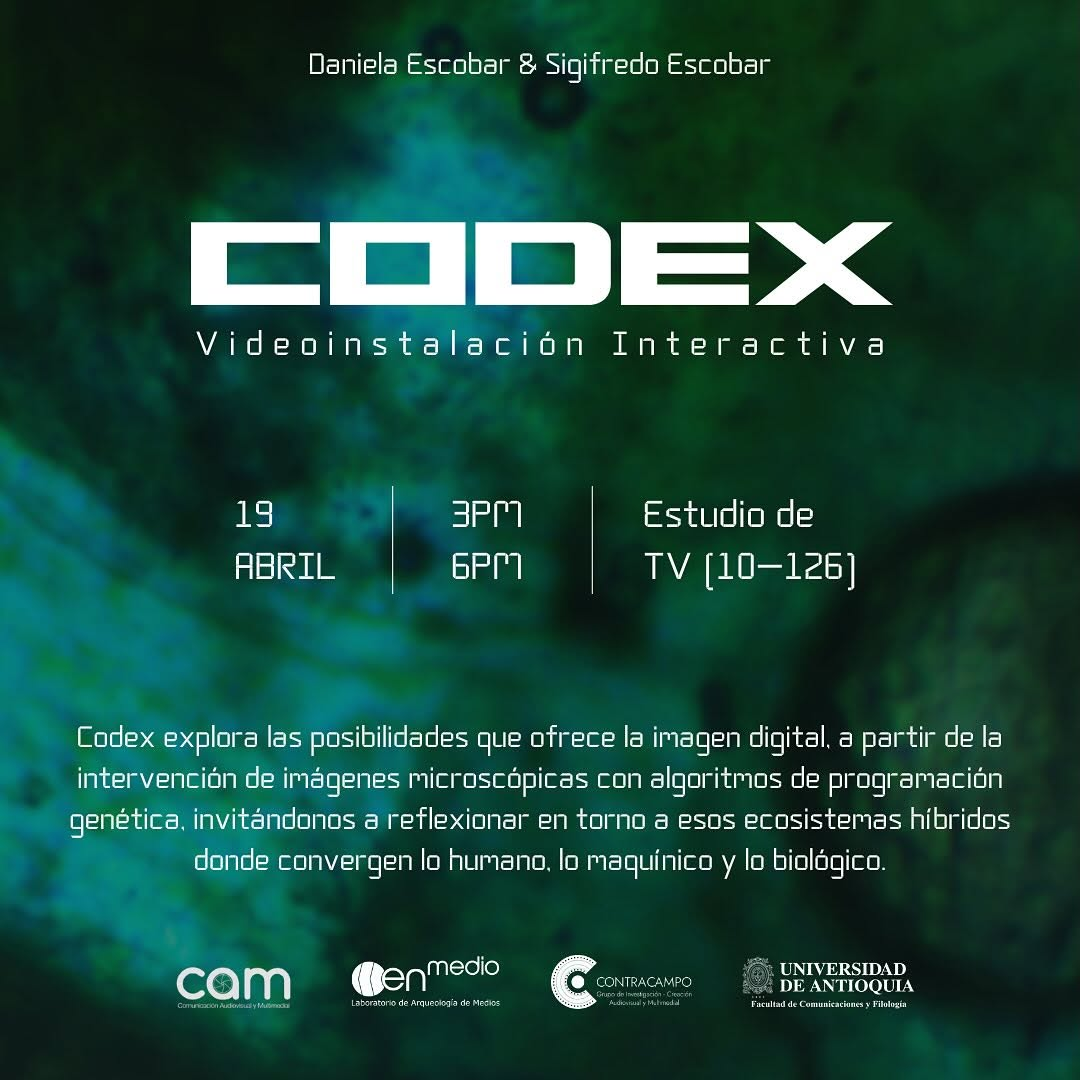 Daniela Escobar & Sigifredo Escobar
CODEX
Videoinstalación Interactiva
19
ABRIL
3PM
6PM
Estudio de
TV (10—126)
Codex explora las posibilidades que ofrece la imagen digital, a partir de la
intervención de imágenes microscópicas con algoritmos de programación
genética, invitándonos a reflexionar en torno a esos ecosistemas híbridos
donde convergen lo humano, lo maquínico y lo biológico.
cam
Comunicación Audiovisual y Multimedial
en medio
Laboratorio de Arqueología de Medios
CONTRACAMPO
Grupo de Investigación - Creación
Audiovisual y Multimedial
UNIVERSIDAD
DE ANTIOQUIA
Facultad de Comunicaciones y Filología